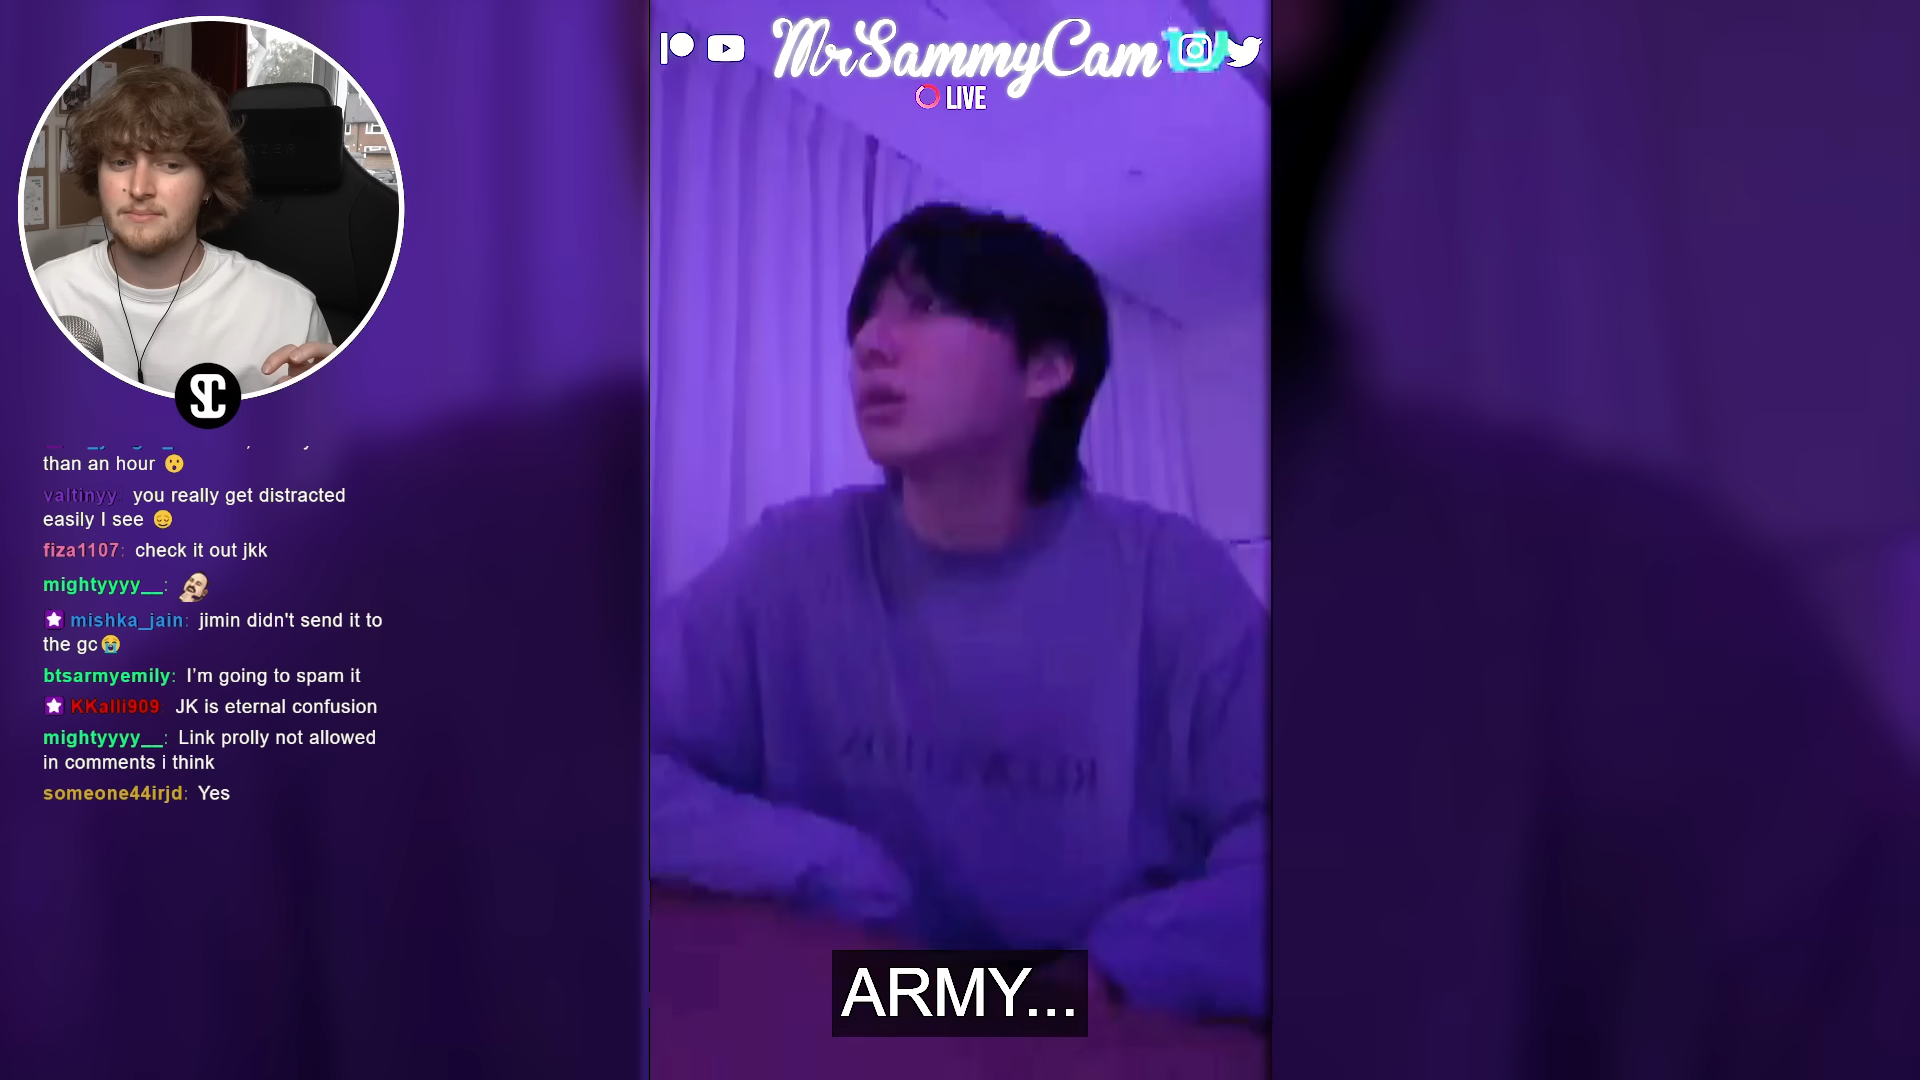 MrSammyCam
LIVE
than an hour 😮
valtinyy: you really get distracted
easily I see 😌
fiza1107: check it out jkk
mightyyyy__:
mishka_jain: jimin didn't send it to
the gc😭
btsarmyemily: I'm going to spam it
KKalli909: JK is eternal confusion
mightyyyy__: Link prolly not allowed
in comments i think
someone44irjd: Yes
ARMY...